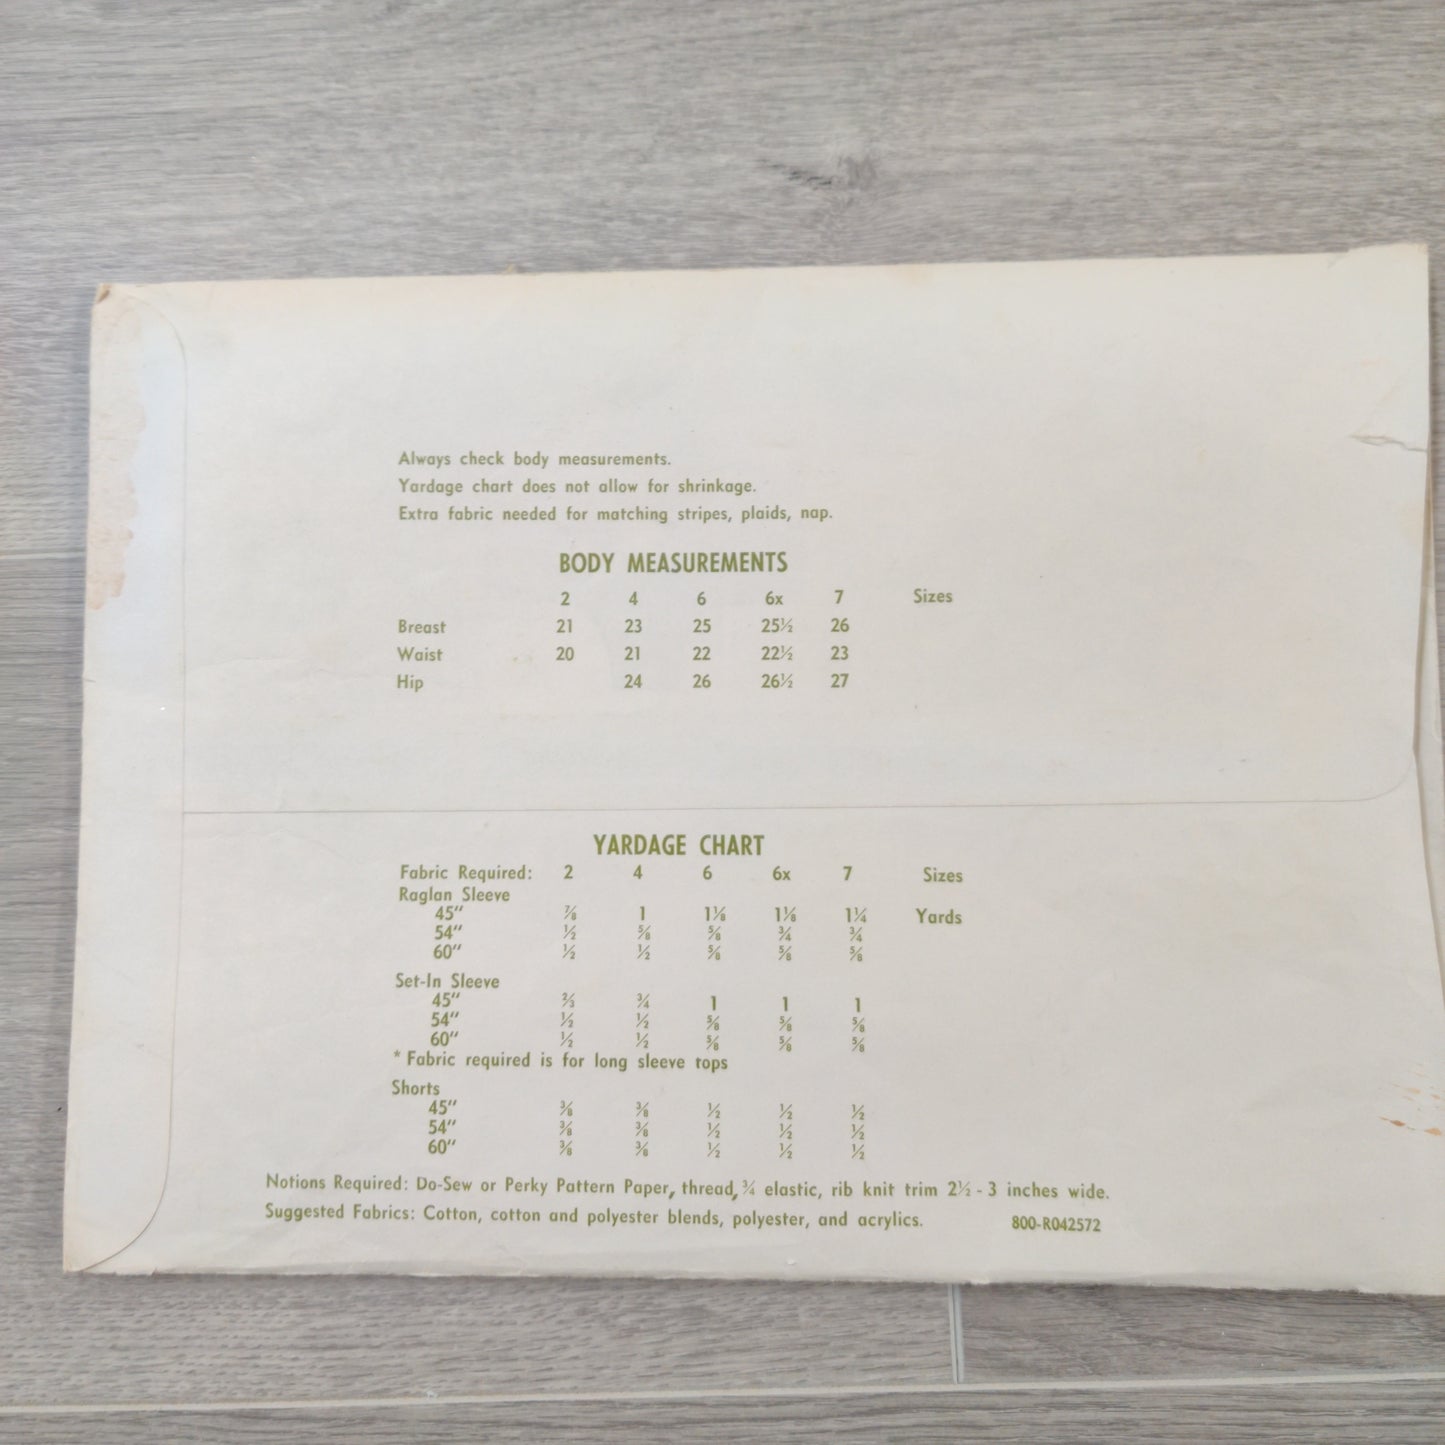 Always check body measurements.
Yardage chart does not allow for shrinkage.
Extra fabric needed for matching stripes, plaids, nap.
BODY MEASUREMENTS
2 4 6 6x 7 Sizes
Breast 21 23 25 25½ 26
Waist 20 21 22 22½ 23
Hip 24 26 26½ 27
YARDAGE CHART
Fabric Required: 2 4 6 6x 7 Sizes
Raglan Sleeve
45" ⅞ 1 1⅛ 1⅛ 1¼ Yards
54" ½ ⅝ ⅝ ¾ ¾
60" ½ ½ ⅝ ⅝ ⅝
Set-In Sleeve
45" ⅔ ¾ 1 1 1
54" ½ ½ ⅝ ⅝ ⅝
60" ½ ½ ⅝ ⅝ ⅝
* Fabric required is for long sleeve tops
Shorts
45" ⅜ ⅜ ½ ½ ½
54" ⅜ ⅜ ½ ½ ½
60" ⅜ ⅜ ½ ½ ½
Notions Required: Do-Sew or Perky Pattern Paper, thread, ¾ elastic, rib knit trim 2½ - 3 inches wide.
Suggested Fabrics: Cotton, cotton and polyester blends, polyester, and acrylics. 800-R042572